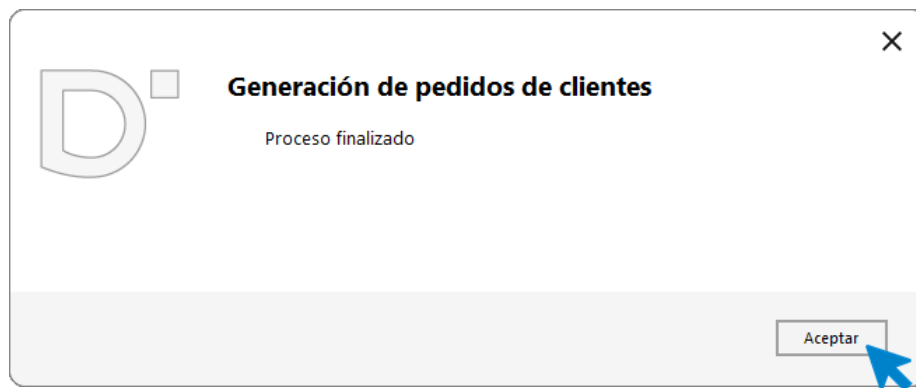 Generación de pedidos de clientes
Proceso finalizado
Aceptar